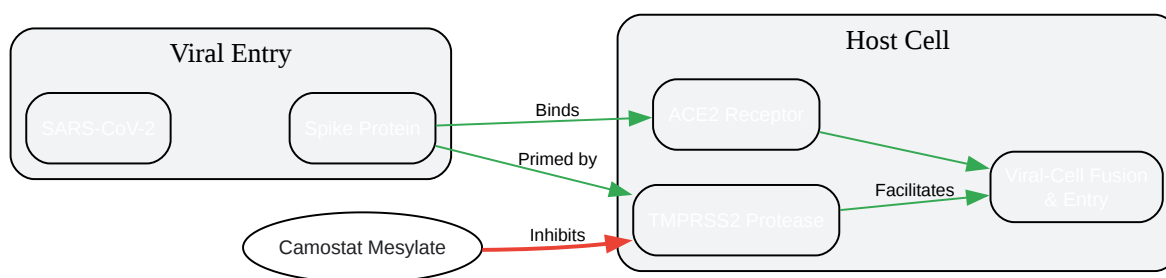 Viral Entry
SARS-CoV-2
Spike Protein
Binds
Primed by
Camostat Mesylate
Inhibits
Host Cell
ACE2 Receptor
TMPRSS2 Protease
Facilitates
Viral-Cell Fusion
& Entry